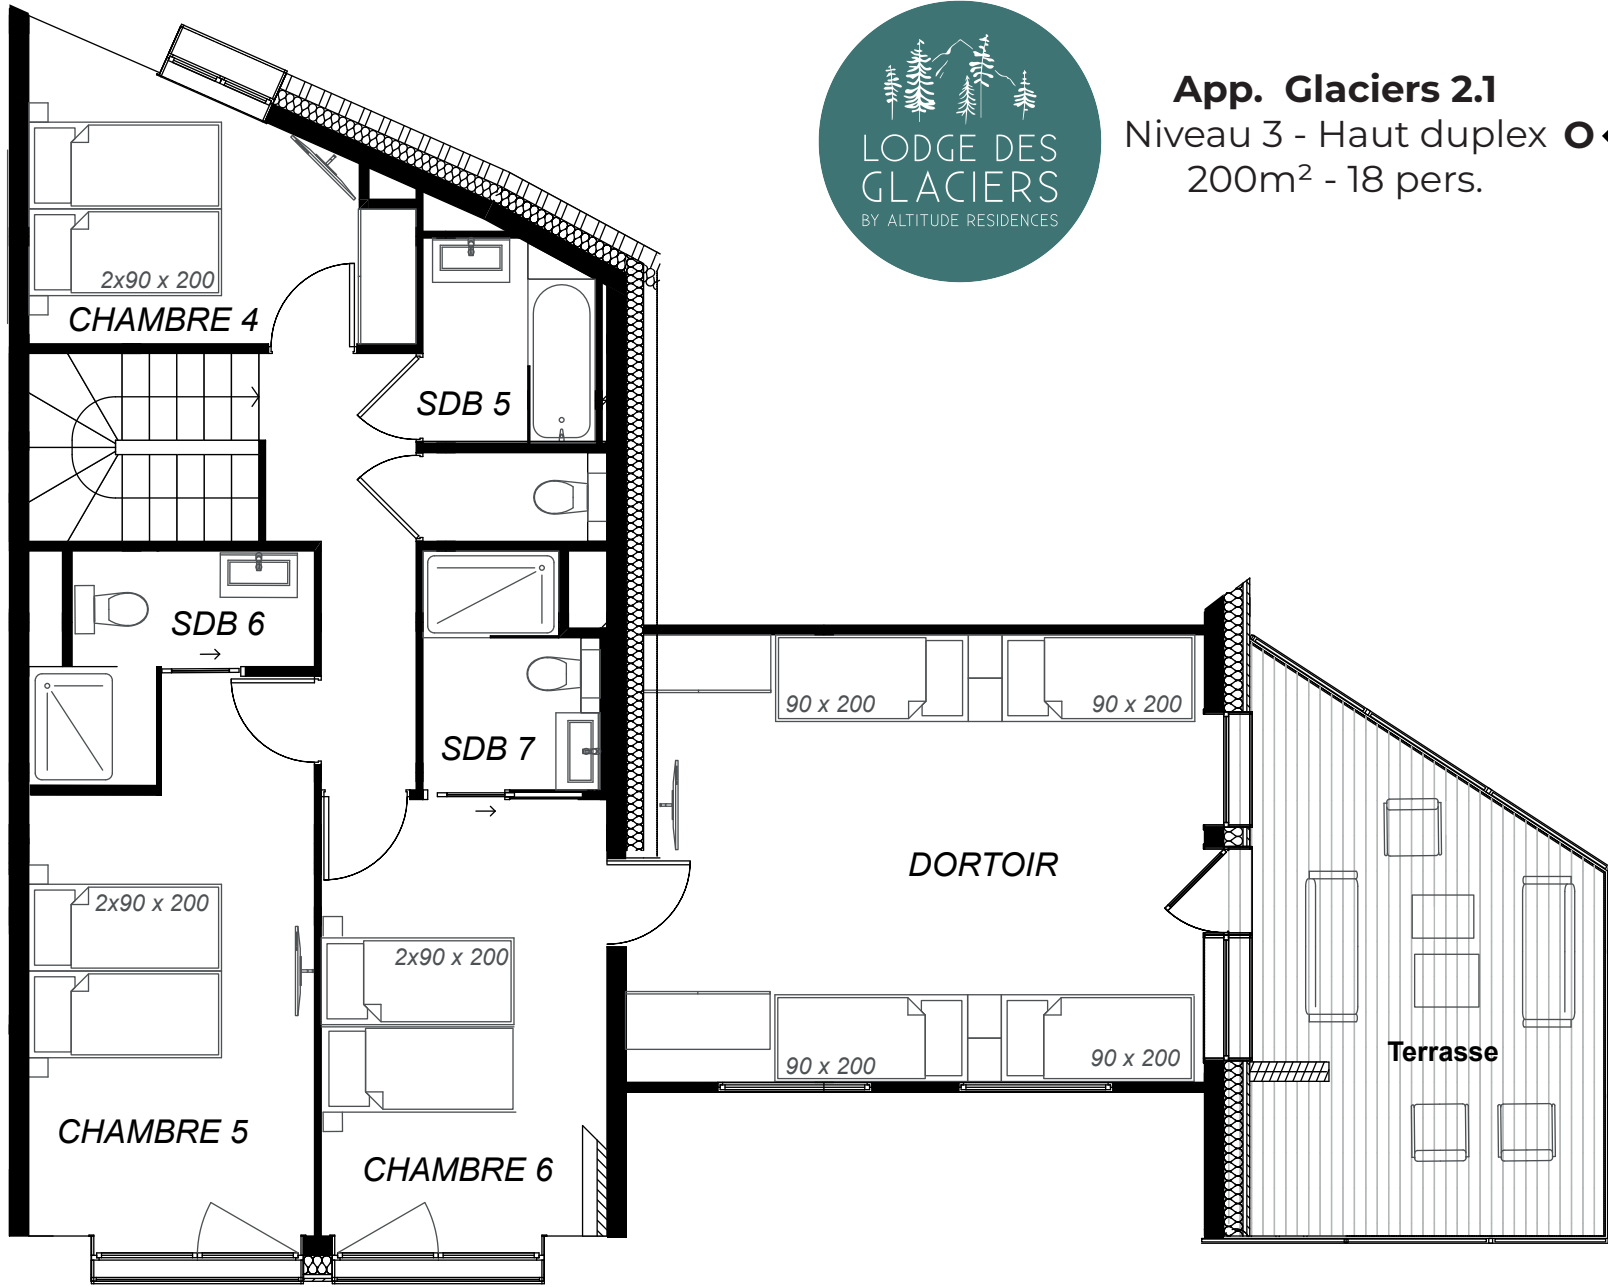 LODGE DES
GLACIERS
BY ALTITUDE RESIDENCES
App. Glaciers 2.1
Niveau 3 - Haut duplex O
200m² - 18 pers.
2x90 x 200
CHAMBRE 4
SDB 5
SDB 6
SDB 7
90 x 200
90 x 200
DORTOIR
2x90 x 200
2x90 x 200
90 x 200
90 x 200
Terrasse
CHAMBRE 5
CHAMBRE 6